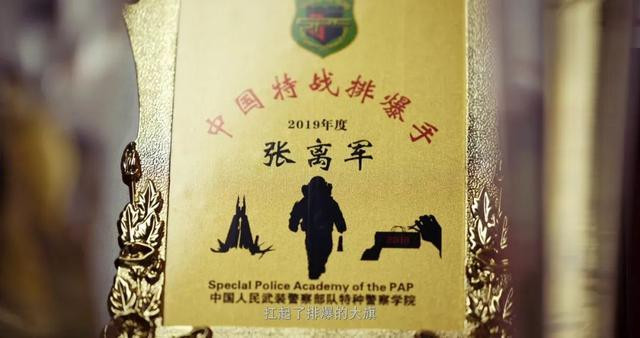 中国特战排爆手
2019年度
张离军
Special Police Academy of the PAP
中国人民武装警察部队特种警察学院
扛起了排爆的大旗